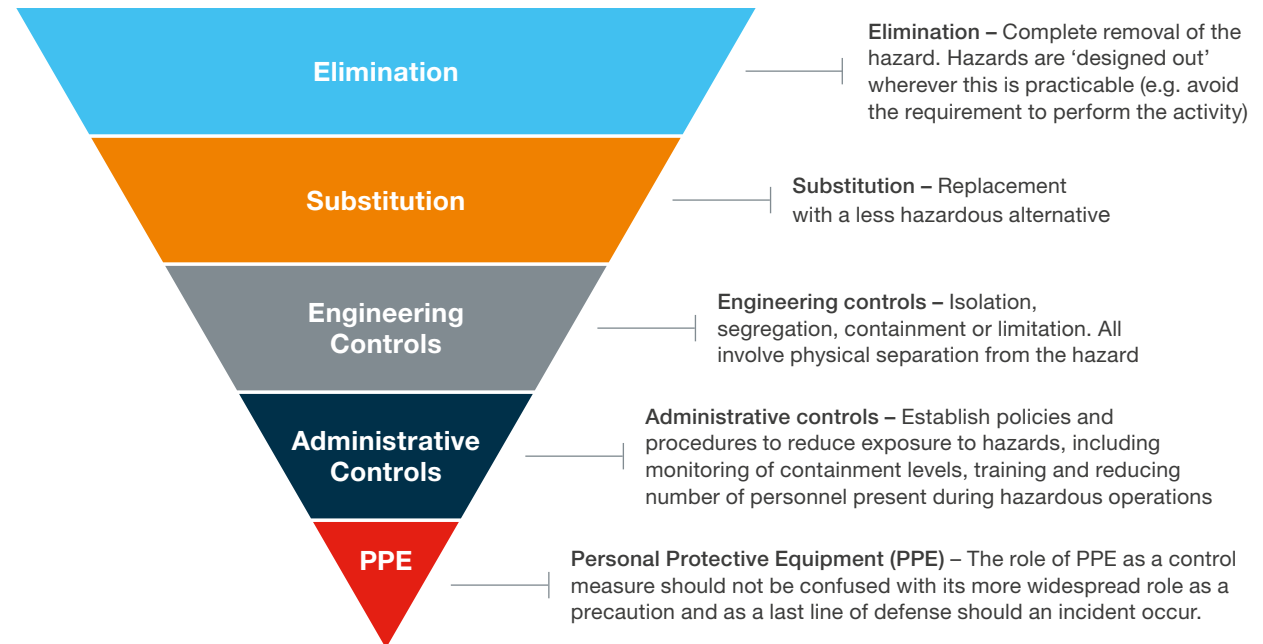 Elimination
Elimination – Complete removal of the
hazard. Hazards are ‘designed out’
wherever this is practicable (e.g. avoid
the requirement to perform the activity)
Substitution
Substitution – Replacement
with a less hazardous alternative
Engineering
Controls
Engineering controls – Isolation,
segregation, containment or limitation. All
involve physical separation from the hazard
Administrative
Controls
Administrative controls – Establish policies and
procedures to reduce exposure to hazards, including
monitoring of containment levels, training and reducing
number of personnel present during hazardous operations
PPE
Personal Protective Equipment (PPE) – The role of PPE as a control
measure should not be confused with its more widespread role as a
precaution and as a last line of defense should an incident occur.